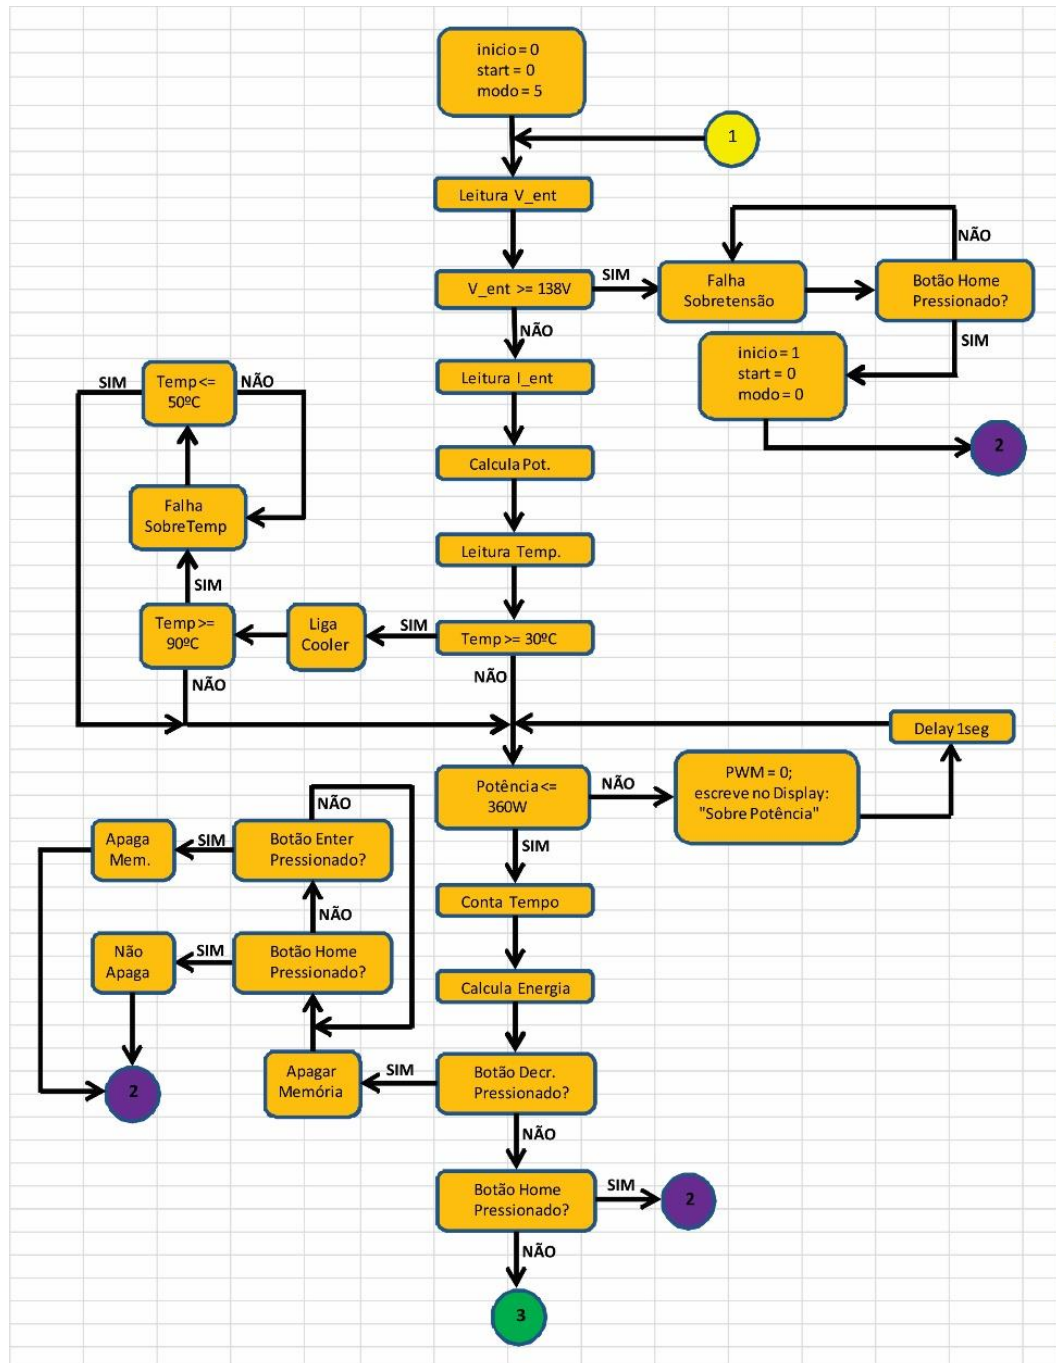 inicio = 0
start = 0
modo = 5
1
Leitura V_ent
V_ent >= 138V
SIM
Falha
Sobretensão
NÃO
Botão Home
Pressionado?
SIM
inicio = 1
start = 0
modo = 0
2
NÃO
Leitura I_ent
Calcula Pot.
Leitura Temp.
Temp >= 30ºC
SIM
Liga
Cooler
Temp >=
90ºC
SIM
Falha
SobreTemp
Temp <=
50ºC
SIM
NÃO
NÃO
NÃO
Delay 1seg
Potência <=
360W
NÃO
PWM = 0;
escreve no Display:
"Sobre Potência"
SIM
Conta Tempo
Calcula Energia
Botão Decr.
Pressionado?
SIM
Apagar
Memória
Botão Home
Pressionado?
SIM
Não
Apaga
NÃO
Botão Enter
Pressionado?
NÃO
SIM
Apaga
Mem.
2
NÃO
Botão Home
Pressionado?
SIM
2
NÃO
3